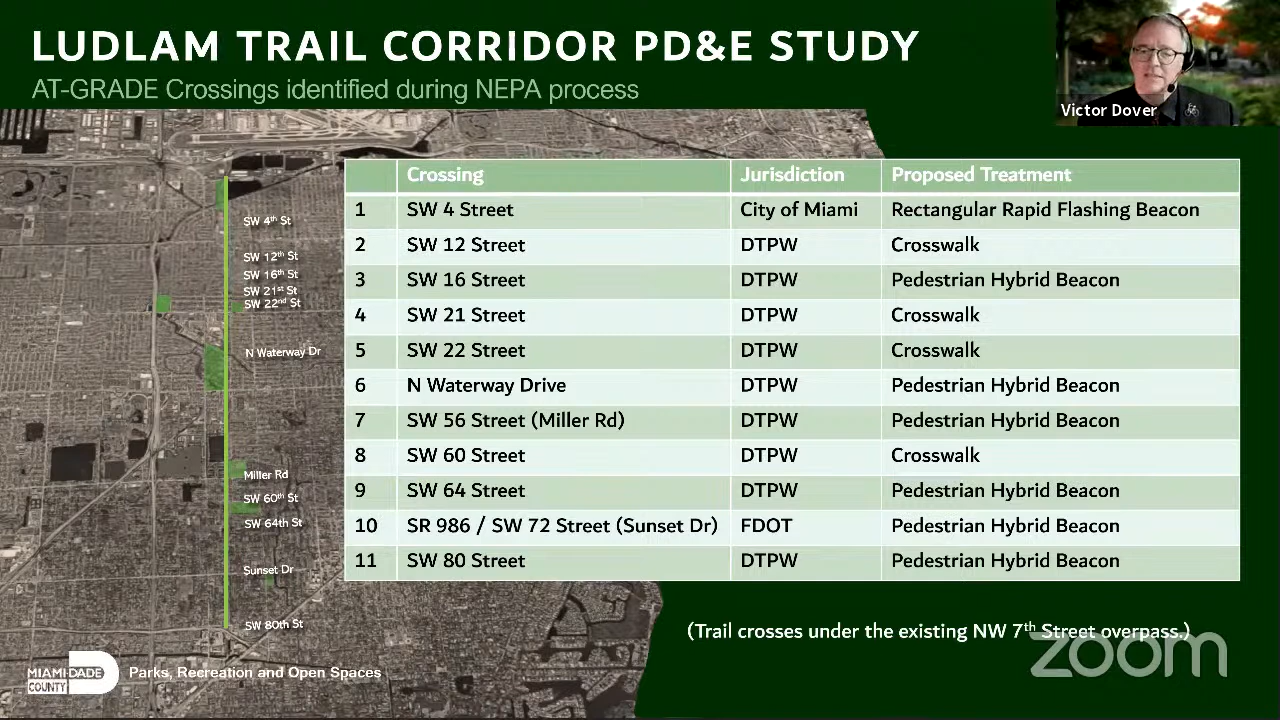 LUDLAM TRAIL CORRIDOR PD&E STUDY
AT-GRADE Crossings identified during NEPA process
Victor Dover
SW 4th St
SW 12th St
SW 16th St
SW 21st St
SW 22nd St
N Waterway Dr
Miller Rd
SW 60th St
SW 64th St
Sunset Dr
SW 80th St
Crossing Jurisdiction Proposed Treatment
1 SW 4 Street City of Miami Rectangular Rapid Flashing Beacon
2 SW 12 Street DTPW Crosswalk
3 SW 16 Street DTPW Pedestrian Hybrid Beacon
4 SW 21 Street DTPW Crosswalk
5 SW 22 Street DTPW Crosswalk
6 N Waterway Drive DTPW Pedestrian Hybrid Beacon
7 SW 56 Street (Miller Rd) DTPW Pedestrian Hybrid Beacon
8 SW 60 Street DTPW Crosswalk
9 SW 64 Street DTPW Pedestrian Hybrid Beacon
10 SR 986 / SW 72 Street (Sunset Dr) FDOT Pedestrian Hybrid Beacon
11 SW 80 Street DTPW Pedestrian Hybrid Beacon
(Trail crosses under the existing NW 7th Street overpass.)
zoom
MIAMI-DADE
COUNTY
Parks, Recreation and Open Spaces